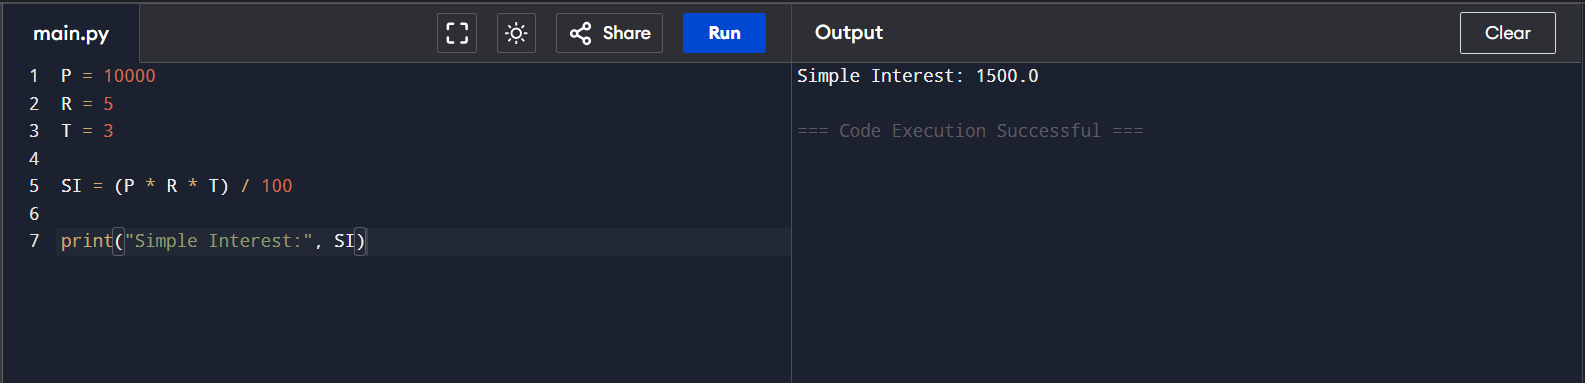 main.py
Share
Run
Output
Clear
1 P = 10000
2 R = 5
3 T = 3
4
5 SI = (P * R * T) / 100
6
7 print("Simple Interest:", SI)
Simple Interest: 1500.0
=== Code Execution Successful ===